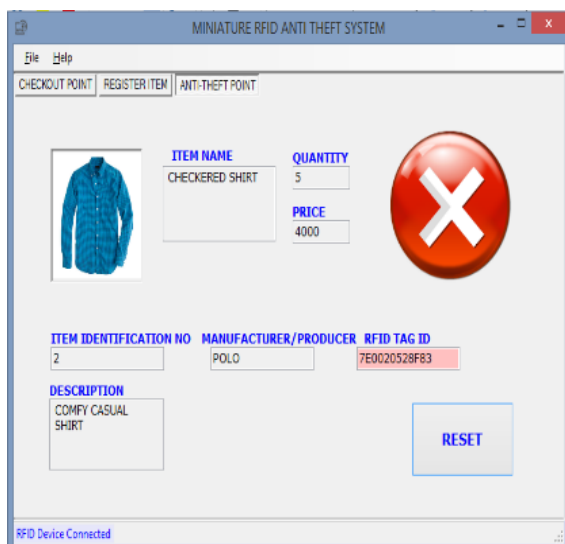 MINIATURE RFID ANTI THEFT SYSTEM
File Help
CHECKOUT POINT REGISTER ITEM ANTI-THEFT POINT
ITEM NAME QUANTITY
CHECKERED SHIRT 5
PRICE
4000
ITEM IDENTIFICATION NO MANUFACTURER/PRODUCER RFID TAG ID
2 POLO 7E0020528F83
DESCRIPTION
COMFY CASUAL
SHIRT
RESET
RFID Device Connected